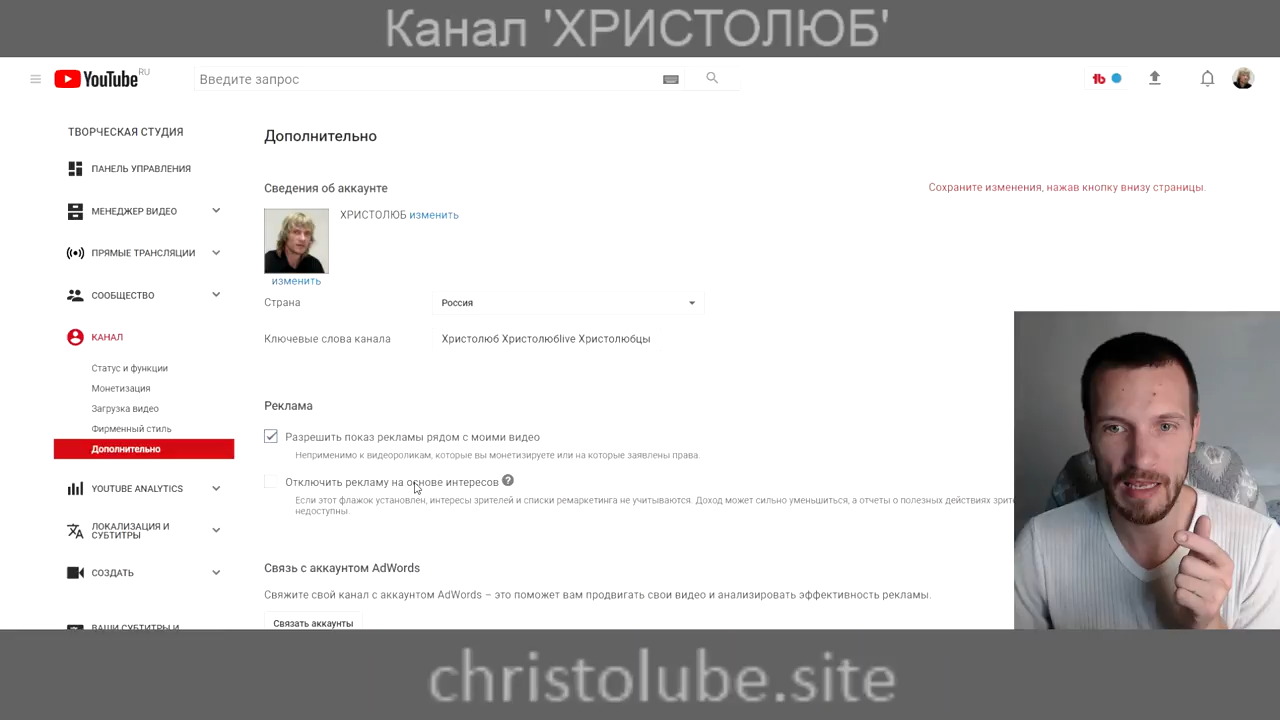 Канал 'ХРИСТОЛЮБ'
YouTube RU
Введите запрос
ТВОРЧЕСКАЯ СТУДИЯ
ПАНЕЛЬ УПРАВЛЕНИЯ
МЕНЕДЖЕР ВИДЕО
ПРЯМЫЕ ТРАНСЛЯЦИИ
СООБЩЕСТВО
КАНАЛ
Статус и функции
Монетизация
Загрузка видео
Фирменный стиль
Дополнительно
YOUTUBE ANALYTICS
ЛОКАЛИЗАЦИЯ И
СУБТИТРЫ
СОЗДАТЬ
ВАШИ СУБТИТРЫ И
Дополнительно
Сведения об аккаунте
Сохраните изменения, нажав кнопку внизу страницы.
ХРИСТОЛЮБ изменить
изменить
Страна
Россия
Ключевые слова канала
Христолюб Христолюбlive Христолюбцы
Реклама
Разрешить показ рекламы рядом с моими видео
Неприменимо к видеороликам, которые вы монетизируете или на которые заявлены права.
Отключить рекламу на основе интересов ?
Если этот флажок установлен, интересы зрителей и списки ремаркетинга не учитываются. Доход может сильно уменьшиться, а отчеты о полезных действиях зри
недоступны.
Связь с аккаунтом AdWords
Свяжите свой канал с аккаунтом AdWords – это поможет вам продвигать свои видео и анализировать эффективность рекламы.
Связать аккаунты
christolube.site